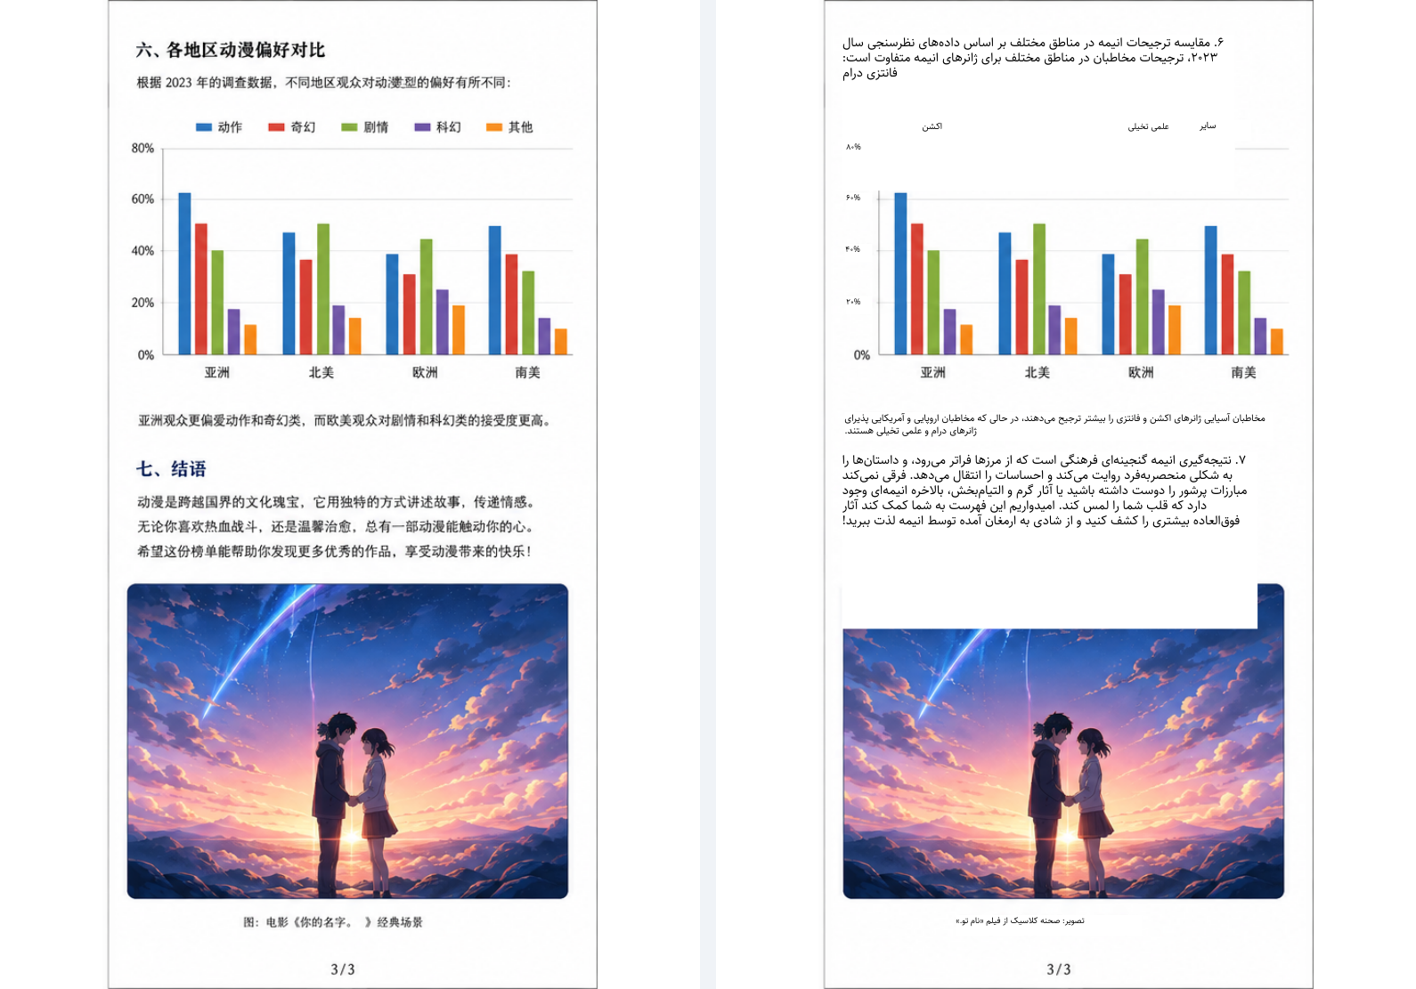 六、各地区动漫偏好对比
根据 2023 年的调查数据，不同地区观众对动漫类型的偏好有所不同：
动作 奇幻 剧情 科幻 其他
80%
60%
40%
20%
0%
亚洲 北美 欧洲 南美
亚洲观众更偏爱动作和奇幻类，而欧美观众对剧情和科幻类的接受度更高。
七、结语
动漫是跨越国界的文化瑰宝，它用独特的方式讲述故事，传递情感。
无论你喜欢热血战斗，还是温馨治愈，总有一部动漫能触动你的心。
希望这份榜单能帮助你发现更多优秀的作品，享受动漫带来的快乐！
图：电影《你的名字。 》经典场景
3/3
۶. مقایسه ترجیحات انیمه در مناطق مختلف بر اساس داده‌های نظرسنجی سال
۲۰۲۳، ترجیحات مخاطبان در مناطق مختلف برای ژانرهای انیمه متفاوت است:
فانتزی درام
اکشن علمی تخیلی سایر
۸۰%
۶۰%
۴۰%
۲۰%
0%
亚洲 北美 欧洲 南美
مخاطبان آسیایی ژانرهای اکشن و فانتزی را بیشتر ترجیح می‌دهند، در حالی که مخاطبان اروپایی و آمریکایی پذیرای
ژانرهای درام و علمی تخیلی هستند.
۷. نتیجه‌گیری انیمه گنجینه‌ای فرهنگی است که از مرزها فراتر می‌رود، و داستان‌ها را
به شکلی منحصربه‌فرد روایت می‌کند و احساسات را انتقال می‌دهد. فرقی نمی‌کند
مبارزات پرشور را دوست داشته باشید یا آثار گرم و التیام‌بخش، بالاخره انیمه‌ای وجود
دارد که قلب شما را لمس کند. امیدواریم این فهرست به شما کمک کند آثار
فوق‌العاده بیشتری را کشف کنید و از شادی به ارمغان آمده توسط انیمه لذت ببرید!
تصویر: صحنه کلاسیک از فیلم «نام تو.»
3/3